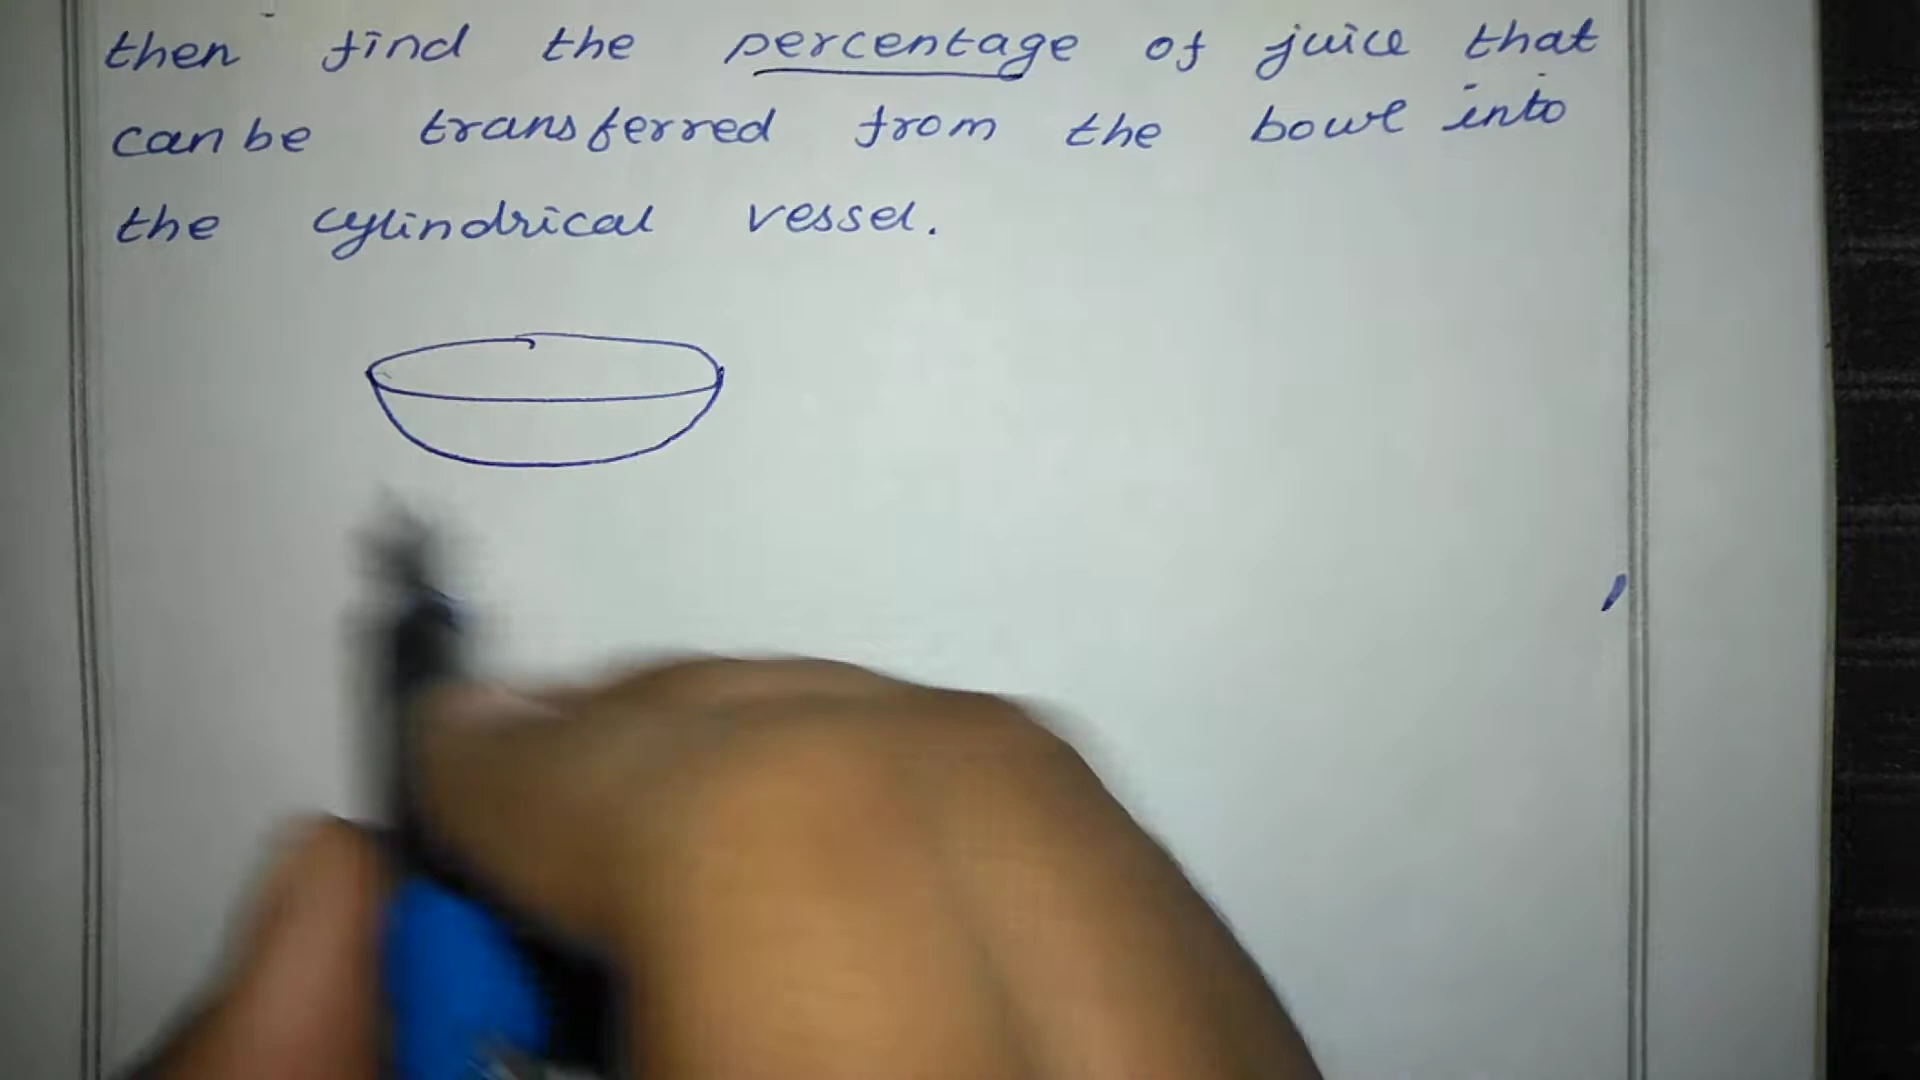 then find the percentage of juice that
can be transferred from the bowl into
the cylindrical vessel.